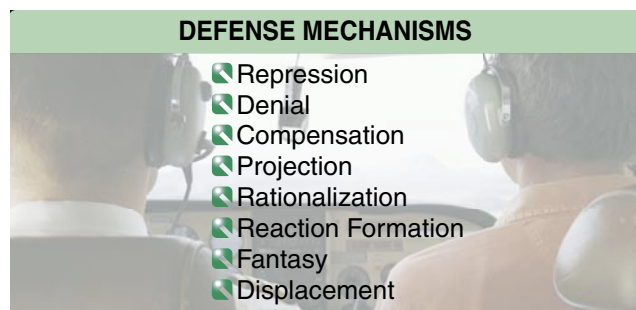 DEFENSE MECHANISMS
Repression
Denial
Compensation
Projection
Rationalization
Reaction Formation
Fantasy
Displacement